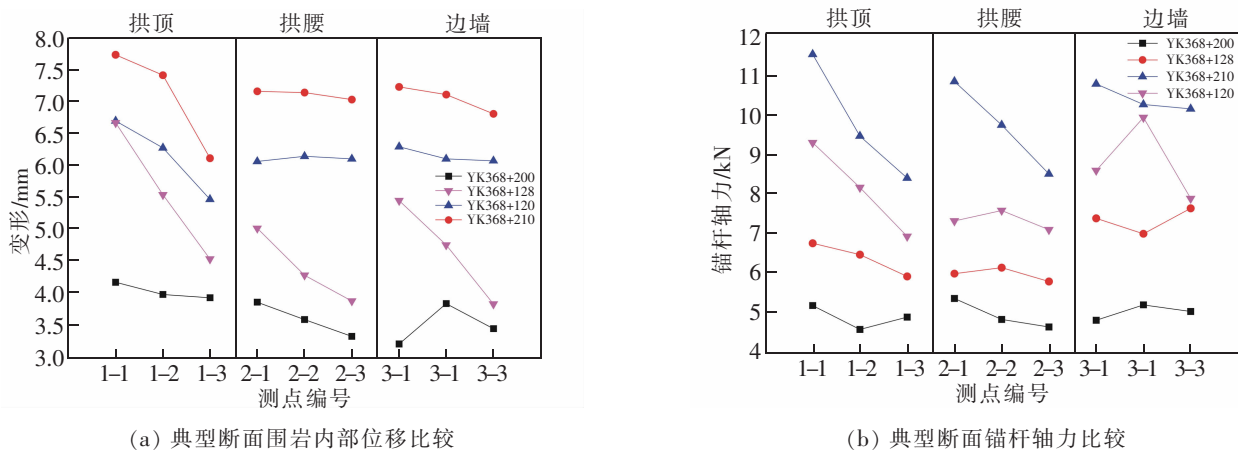 拱顶 拱腰 边墙
8.0
7.5
7.0
6.5
6.0
5.5
5.0
4.5
4.0
3.5
3.0
变形/mm
YK368+200
YK368+128
YK368+120
YK368+210
1–1 1–2 1–3 2–1 2–2 2–3 3–1 3–1 3–3
测点编号
(a) 典型断面围岩内部位移比较
拱顶 拱腰 边墙
12
11
10
9
8
7
6
5
4
锚杆轴力/kN
YK368+200
YK368+128
YK368+210
YK368+120
1–1 1–2 1–3 2–1 2–2 2–3 3–1 3–1 3–3
测点编号
(b) 典型断面锚杆轴力比较